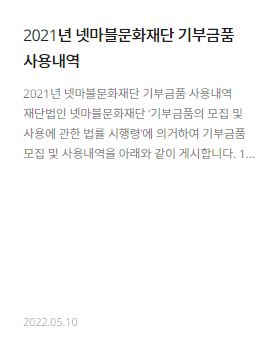 2021년 넷마블문화재단 기부금품
사용내역
2021년 넷마블문화재단 기부금품 사용내역
재단법인 넷마블문화재단 ‘기부금품의 모집 및
사용에 관한 법률 시행령’에 의거하여 기부금품
모집 및 사용내역을 아래와 같이 게시합니다. 1...
2022.05.10